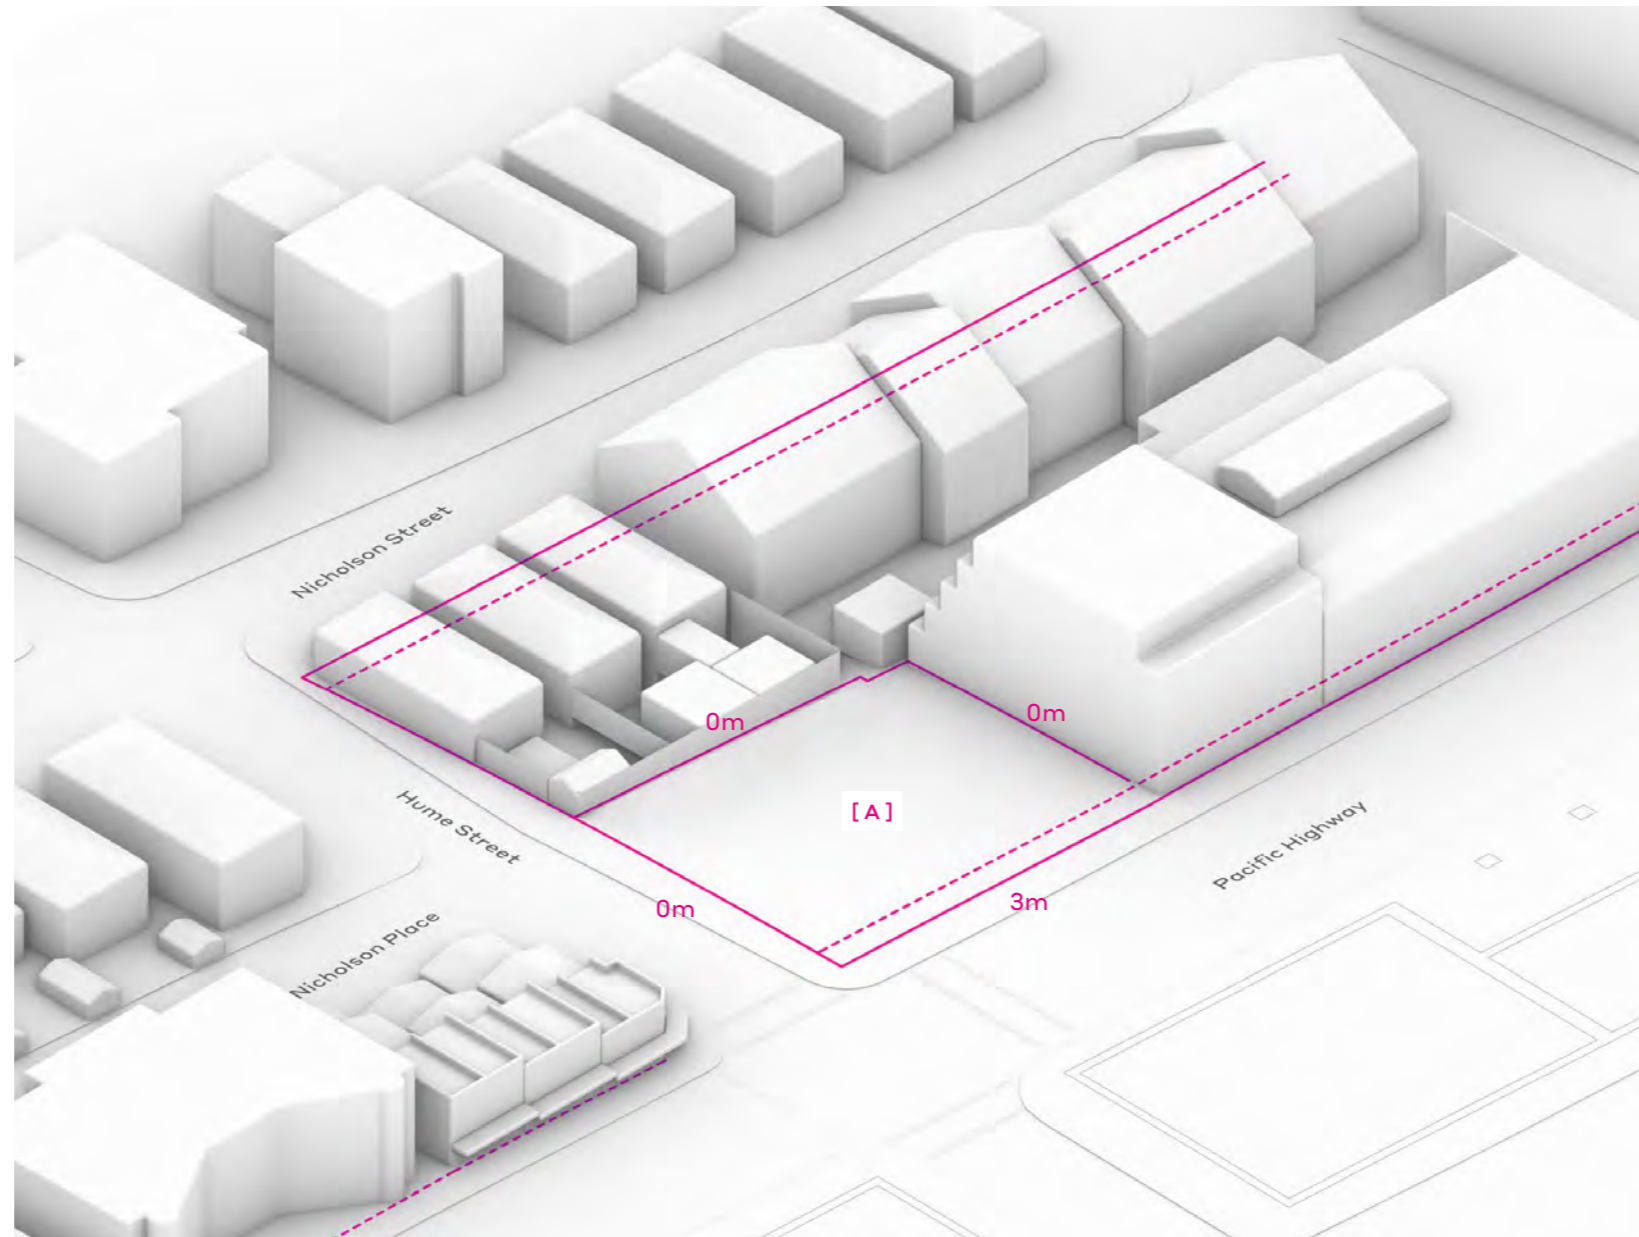 Nicholson Street
0m
0m
[A]
Hume Street
Pacific Highway
0m
3m
Nicholson Place